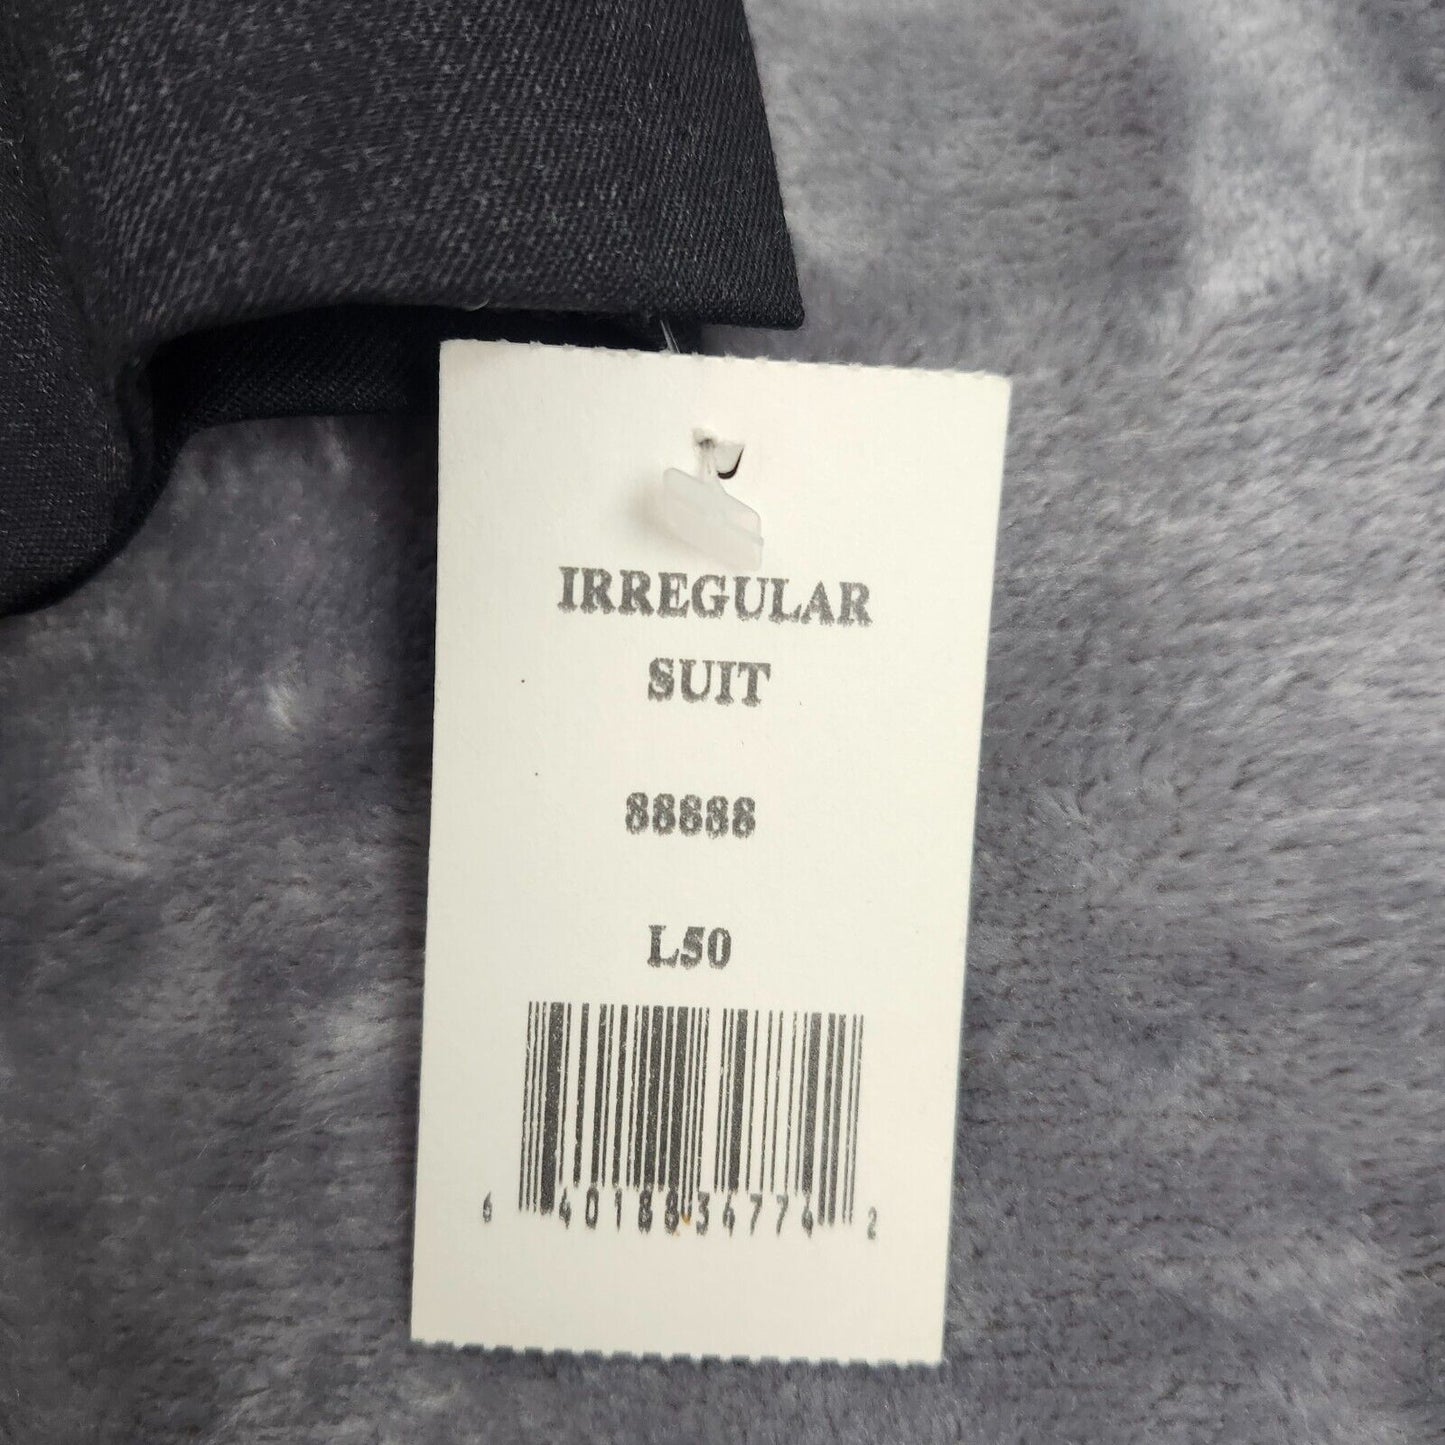 IRREGULAR
SUIT
88888
L50
6 40188 34774 2